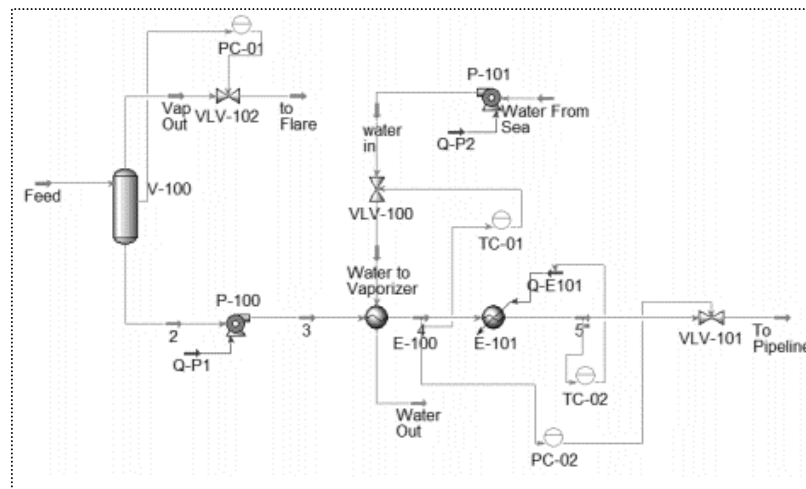 PC-01
Vap
Out
VLV-102
to
Flare
P-101
Water From
Sea
Q-P2
water
in
Feed
V-100
VLV-100
TC-01
Water to
Vaporizer
Q-E101
P-100
2
3
4
5
E-100
E-101
VLV-101
To
Pipeline
Q-P1
TC-02
Water
Out
PC-02